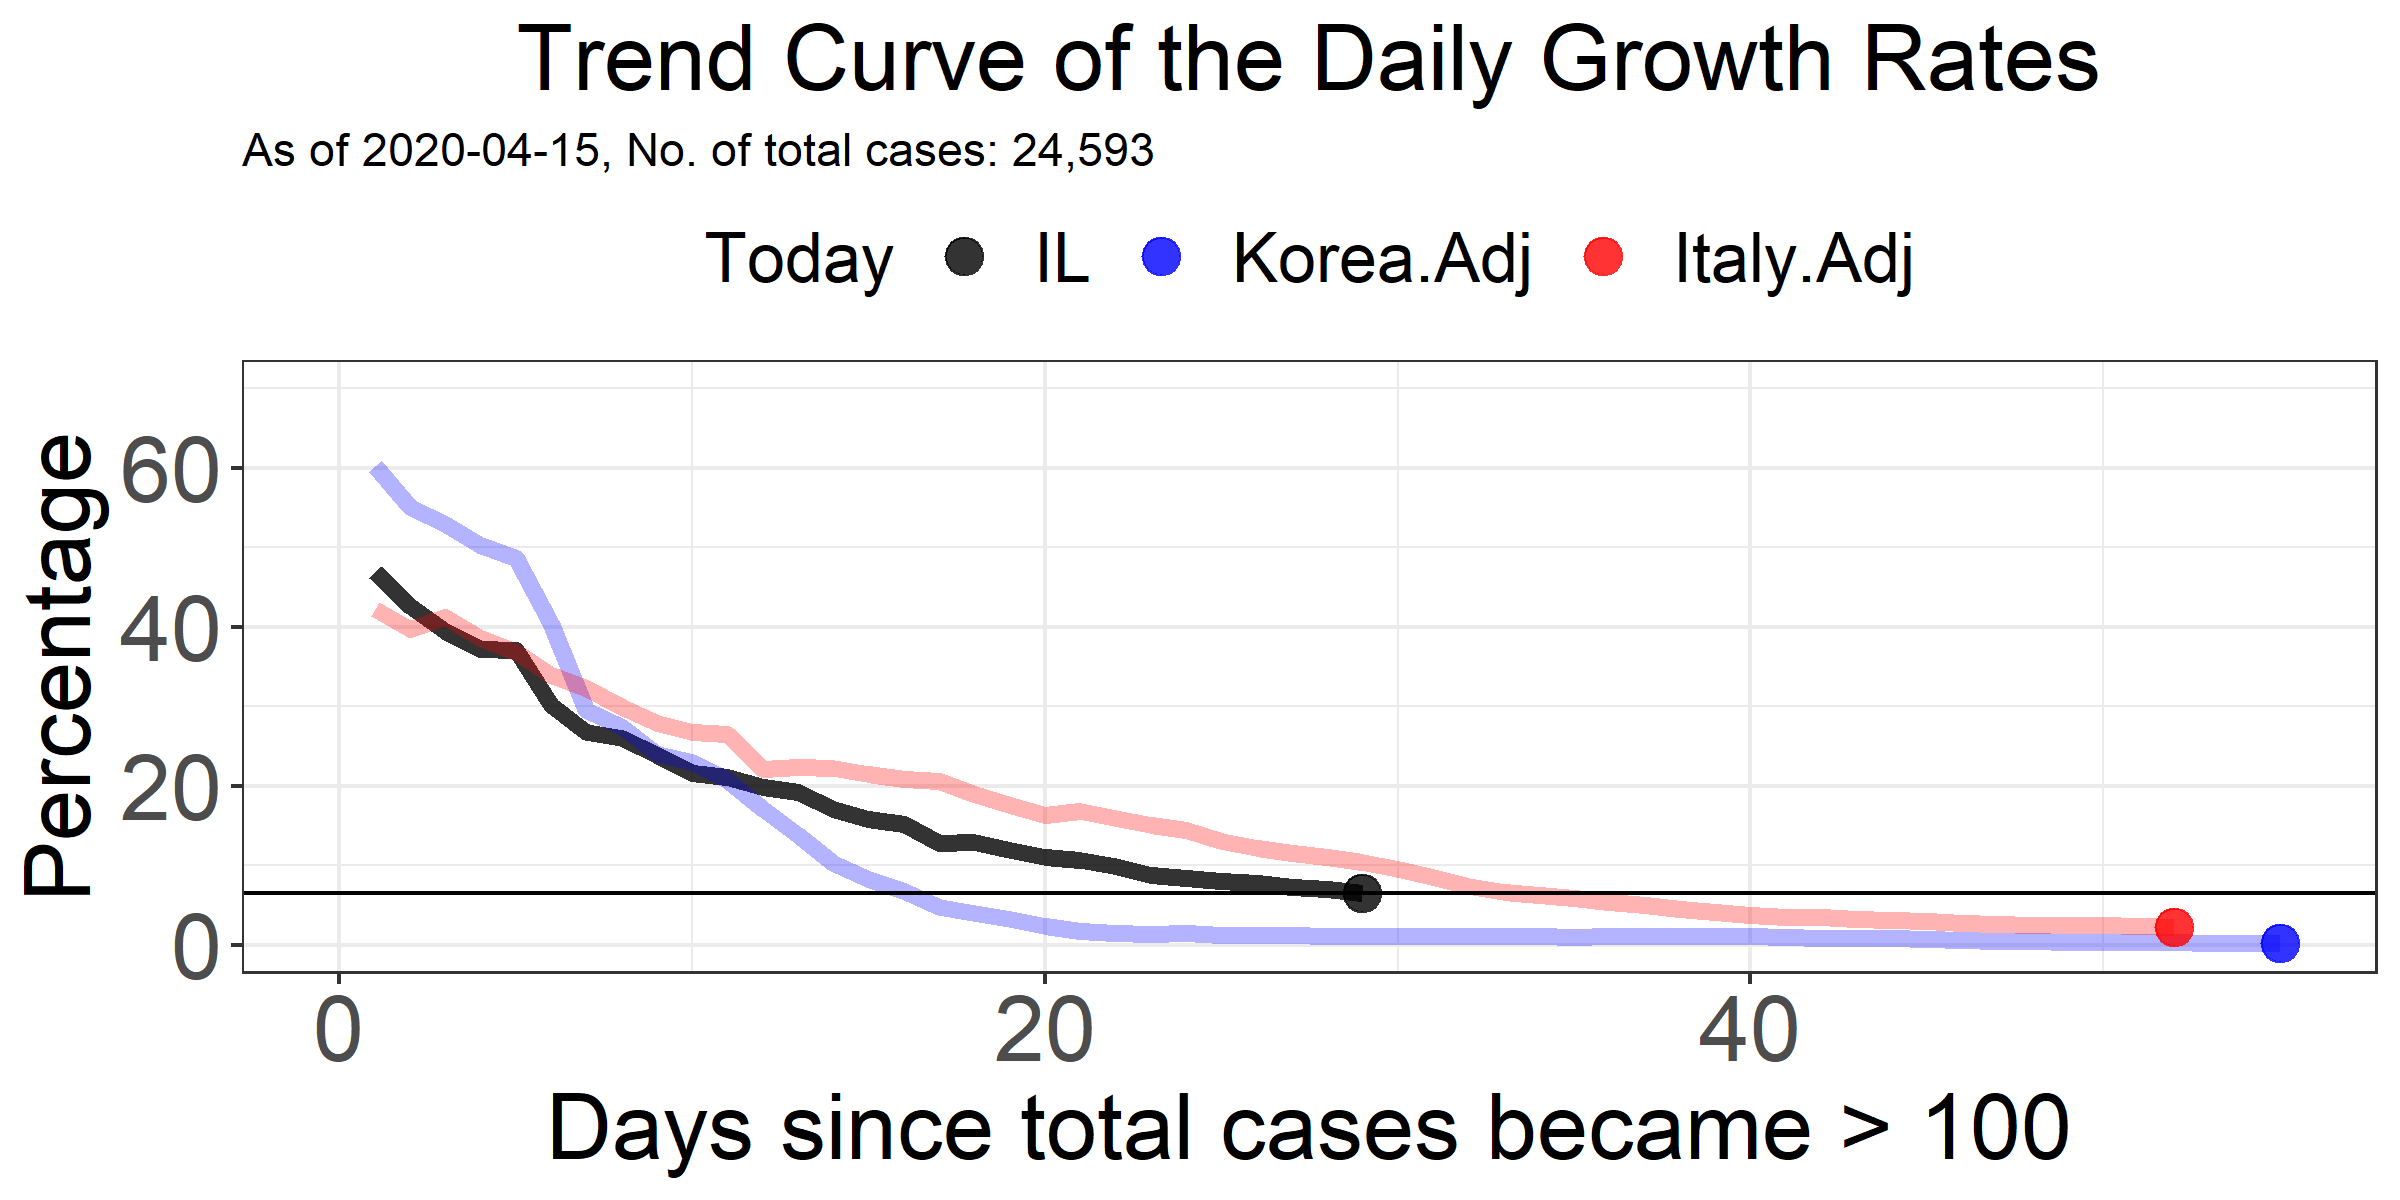 Trend Curve of the Daily Growth Rates
As of 2020-04-15, No. of total cases: 24,593
Today IL Korea.Adj Italy.Adj
Percentage
60
40
20
0
0 20 40
Days since total cases became > 100